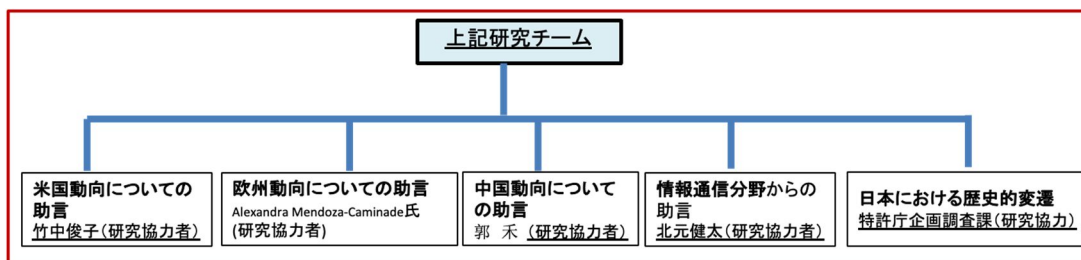 上記研究チーム
米国動向についての
助言
竹中俊子(研究協力者)
欧州動向についての助言
Alexandra Mendoza-Caminade氏
(研究協力者)
中国動向について
の助言
郭　禾 (研究協力者)
情報通信分野からの
助言
北元健太(研究協力者)
日本における歴史的変遷
特許庁企画調査課(研究協力)